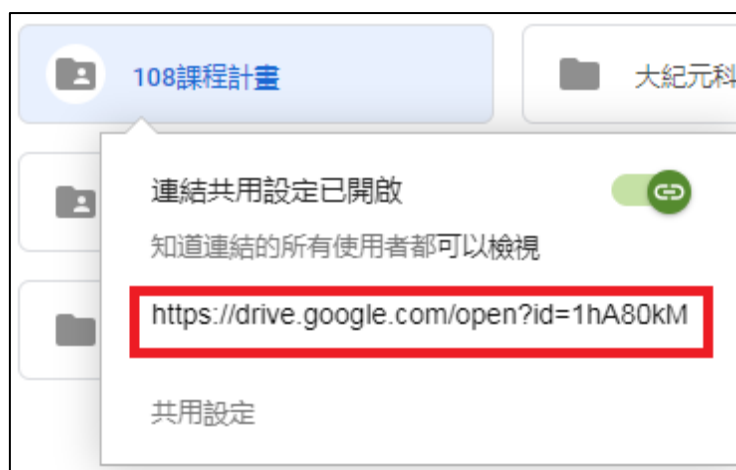 108課程計畫
大紀元科
連結共用設定已開啟
知道連結的所有使用者都可以檢視
https://drive.google.com/open?id=1hA80kM
共用設定